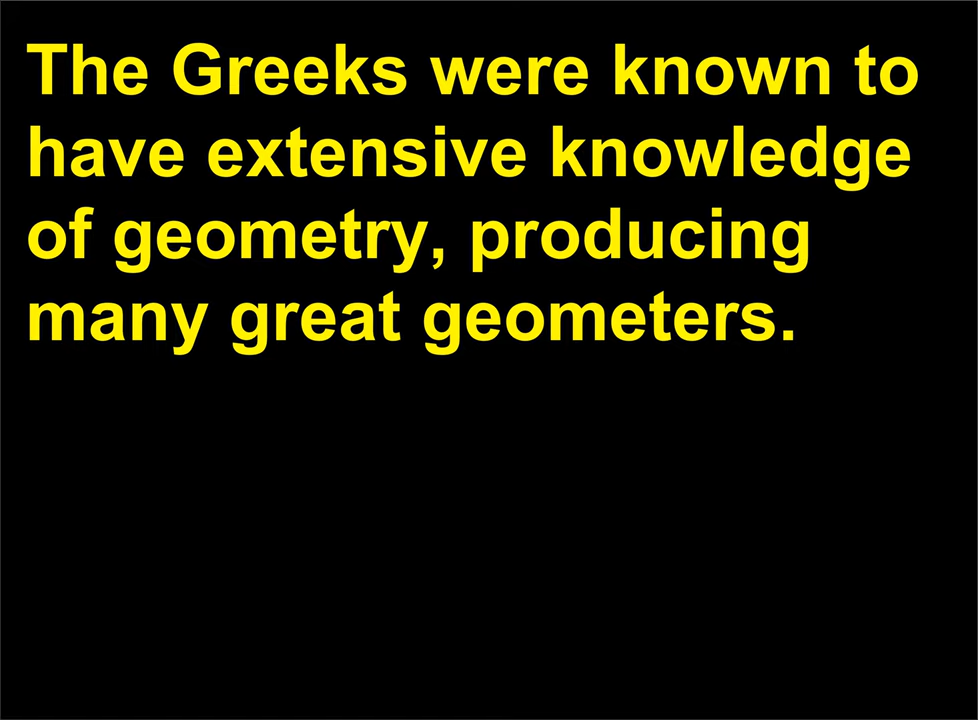 The Greeks were known to
have extensive knowledge
of geometry, producing
many great geometers.